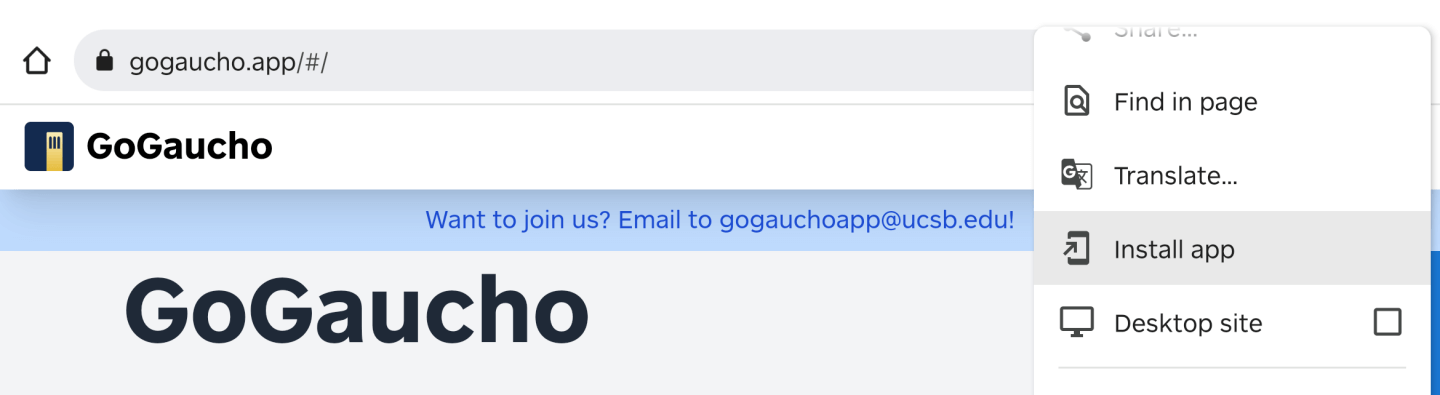 gogaucho.app/#/
GoGaucho
Want to join us? Email to gogauchoapp@ucsb.edu!
GoGaucho
Share...
Find in page
Translate...
Install app
Desktop site